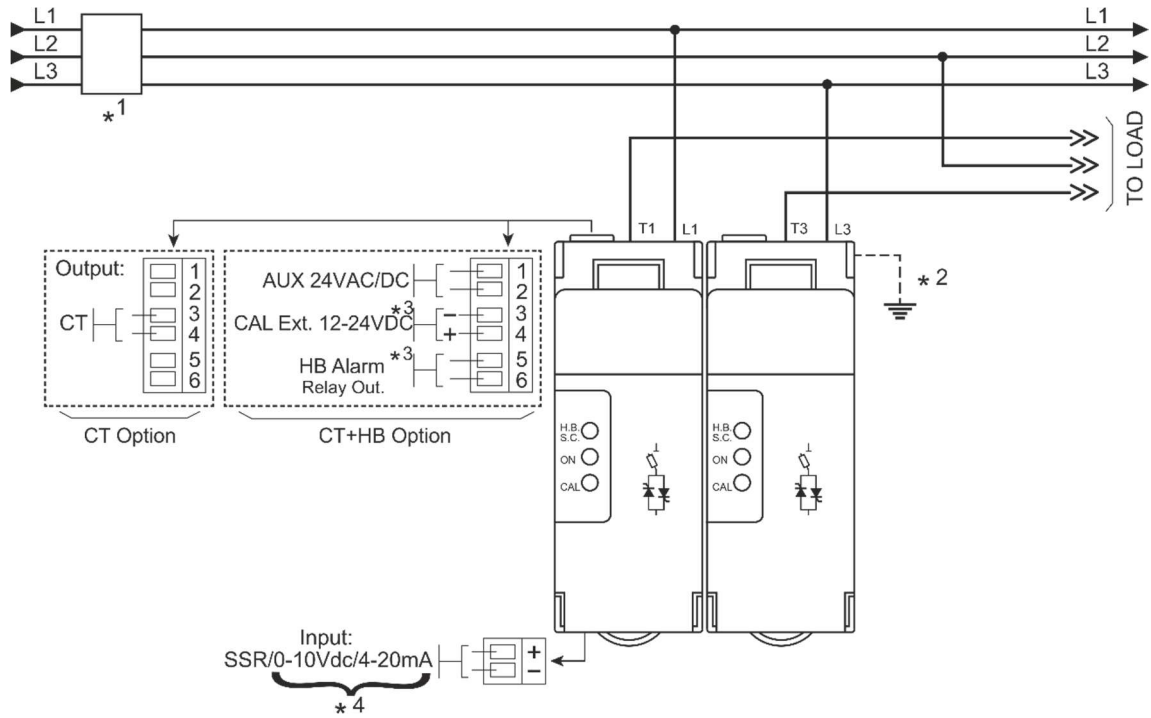 L1 L1
L2 L2
L3 L3
*1
TO LOAD
T1 L1 T3 L3
*2
Output:
CT
1
2
3
4
5
6
CT Option
AUX 24VAC/DC
*3
CAL Ext. 12-24VDC
*3
HB Alarm
Relay Out.
−
+
1
2
3
4
5
6
CT+HB Option
H.B.
S.C.
ON
CAL
H.B.
S.C.
ON
CAL
Input:
SSR/0-10Vdc/4-20mA
+
−
*4